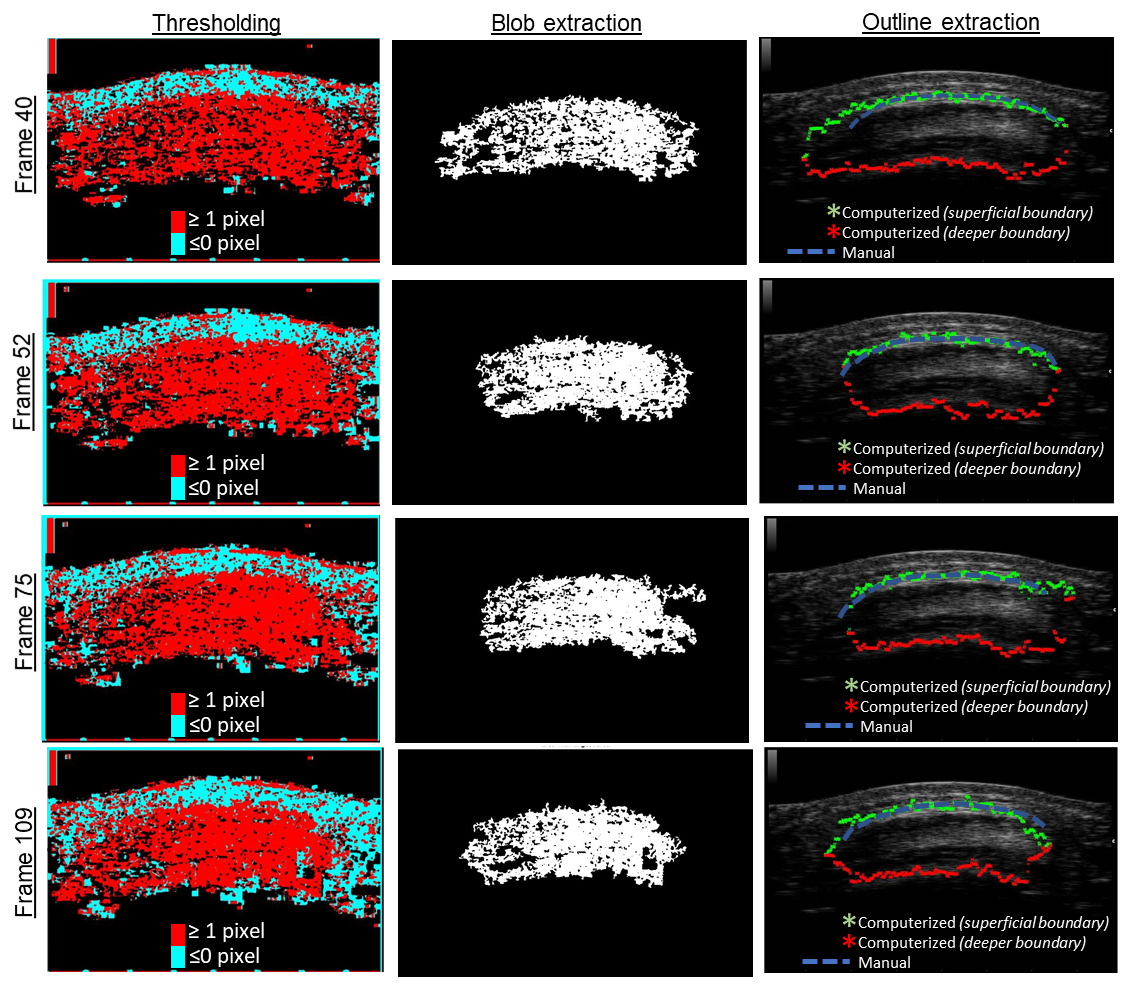 Thresholding
Blob extraction
Outline extraction
Frame 40
≥ 1 pixel
≤0 pixel
*Computerized (superficial boundary)
*Computerized (deeper boundary)
Manual
Frame 52
≥ 1 pixel
≤0 pixel
*Computerized (superficial boundary)
*Computerized (deeper boundary)
Manual
Frame 75
≥ 1 pixel
≤0 pixel
*Computerized (superficial boundary)
*Computerized (deeper boundary)
Manual
Frame 109
≥ 1 pixel
≤0 pixel
*Computerized (superficial boundary)
*Computerized (deeper boundary)
Manual